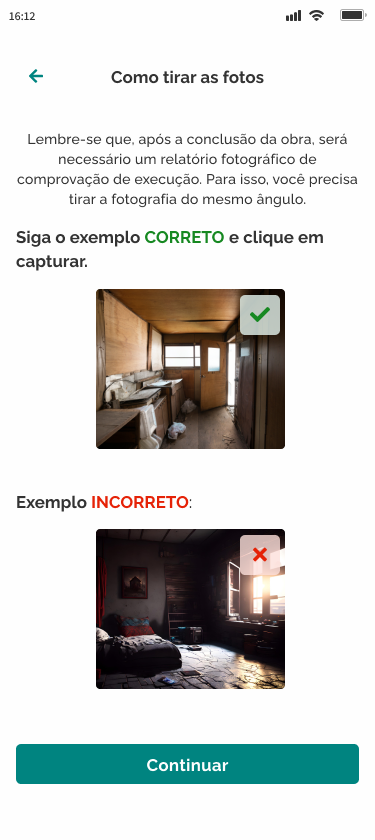 16:12
Como tirar as fotos
Lembre-se que, após a conclusão da obra, será
necessário um relatório fotográfico de
comprovação de execução. Para isso, você precisa
tirar a fotografia do mesmo ângulo.
Siga o exemplo CORRETO e clique em
capturar.
Exemplo INCORRETO:
Continuar